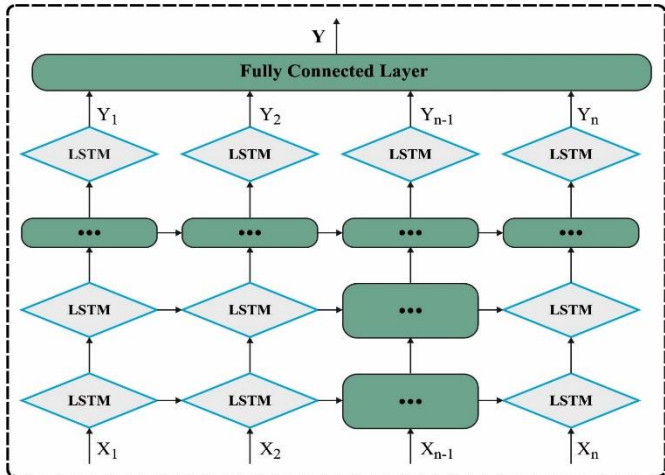 Y
Fully Connected Layer
Y1 Y2 Yn-1 Yn
LSTM LSTM LSTM LSTM
••• ••• ••• •••
LSTM LSTM ••• LSTM
LSTM LSTM ••• LSTM
X1 X2 Xn-1 Xn